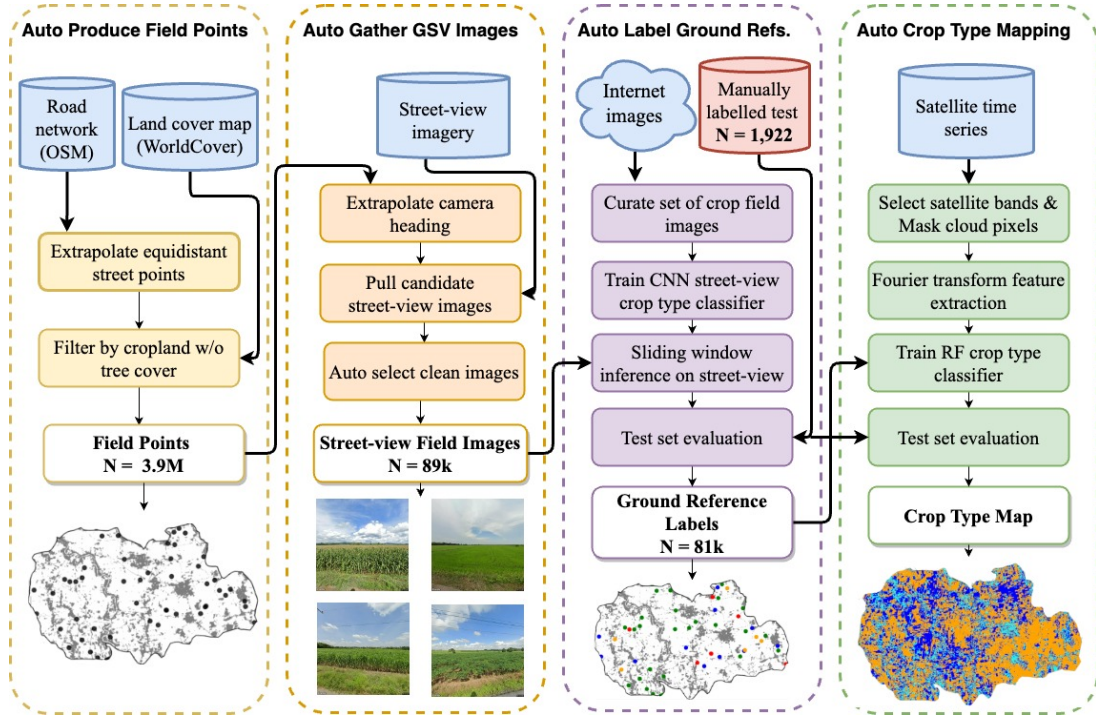 Auto Produce Field Points
Road
network
(OSM)
Land cover map
(WorldCover)
Extrapolate equidistant
street points
Filter by cropland w/o
tree cover
Field Points
N = 3.9M
Auto Gather GSV Images
Street-view
imagery
Extrapolate camera
heading
Pull candidate
street-view images
Auto select clean images
Street-view Field Images
N = 89k
Auto Label Ground Refs.
Internet
images
Manually
labelled test
N = 1,922
Curate set of crop field
images
Train CNN street-view
crop type classifier
Sliding window
inference on street-view
Test set evaluation
Ground Reference
Labels
N = 81k
Auto Crop Type Mapping
Satellite time
series
Select satellite bands &
Mask cloud pixels
Fourier transform feature
extraction
Train RF crop type
classifier
Test set evaluation
Crop Type Map